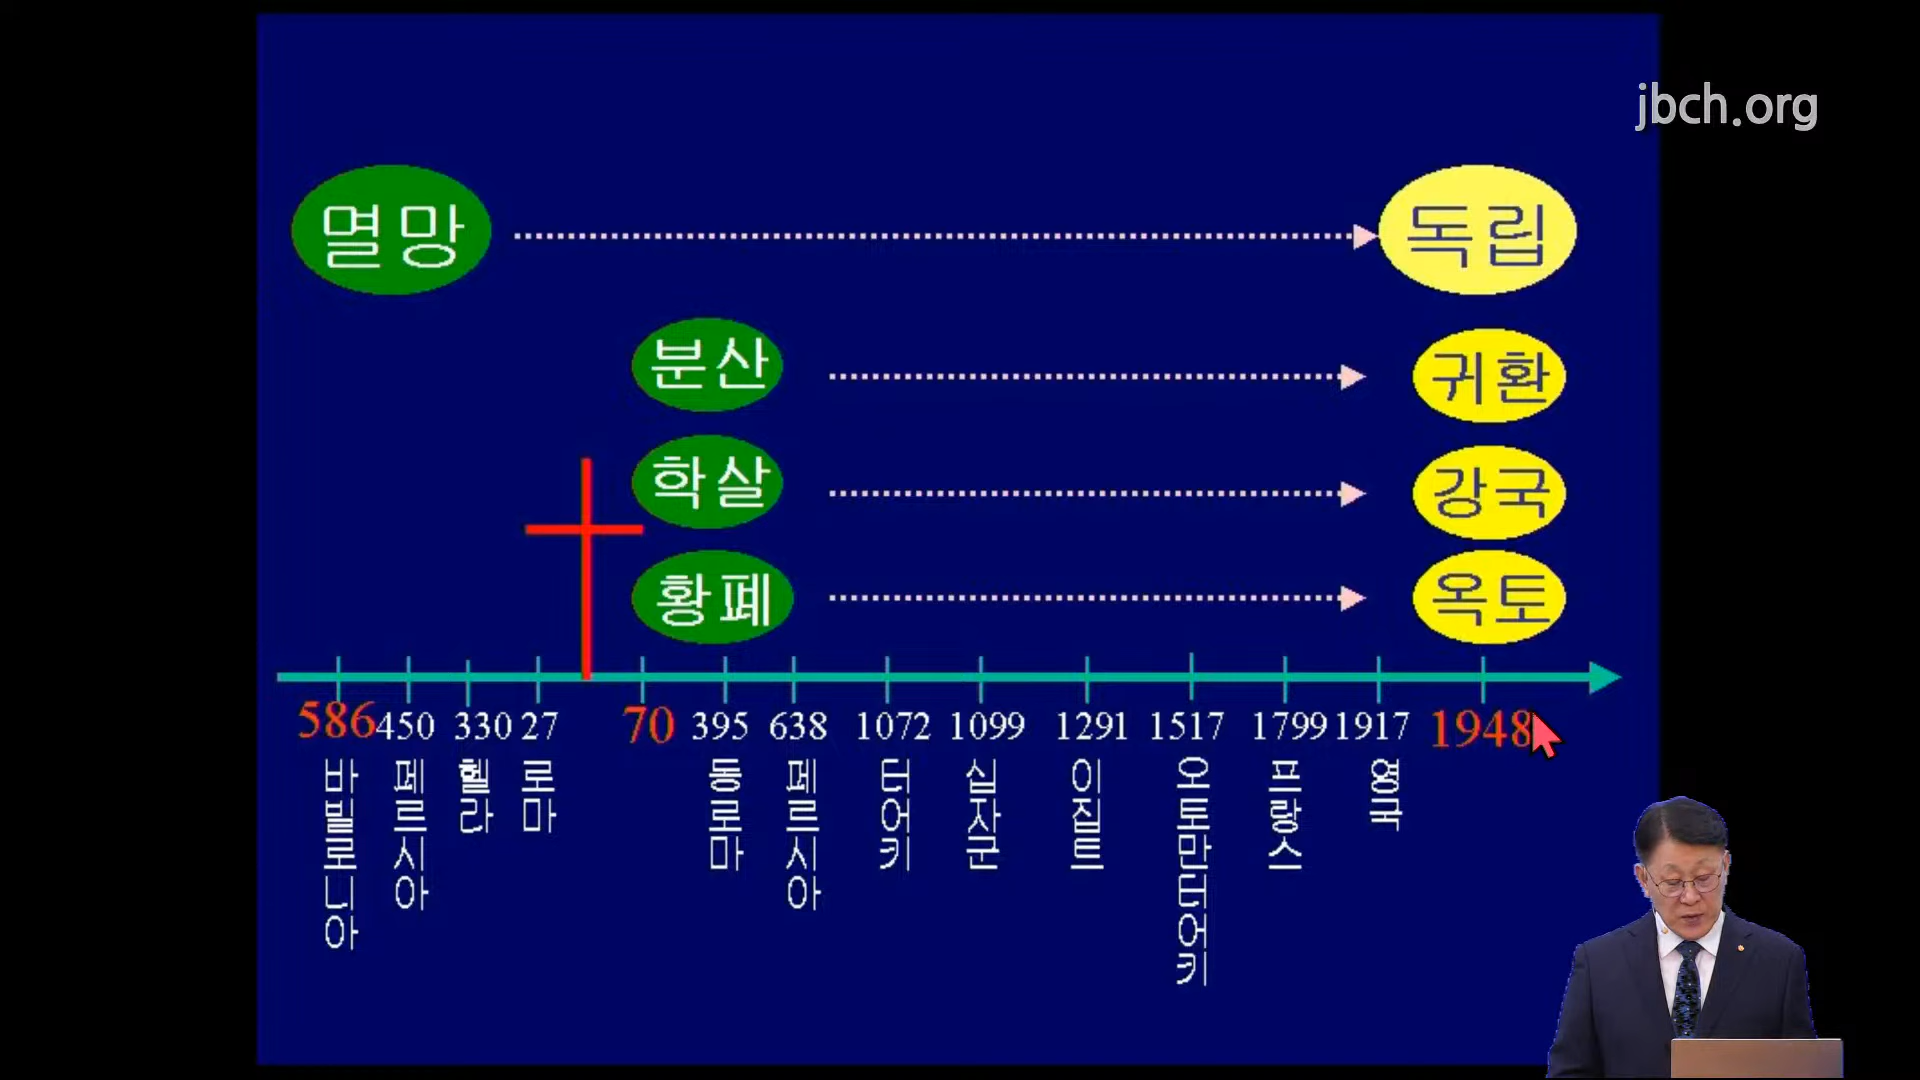 jbch.org
멸망
독립
분산
귀환
학살
강국
황폐
옥토
586 450 330 27 70 395 638 1072 1099 1291 1517 1799 1917 1948
바빌로니아
페르시아
헬라
로마
동로마
페르시아
터어키
십자군
이집트
오토만터어키
프랑스
영국